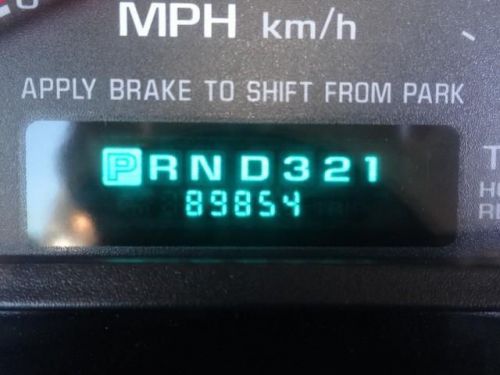 MPH km/h
APPLY BRAKE TO SHIFT FROM PARK
PRND321
89854